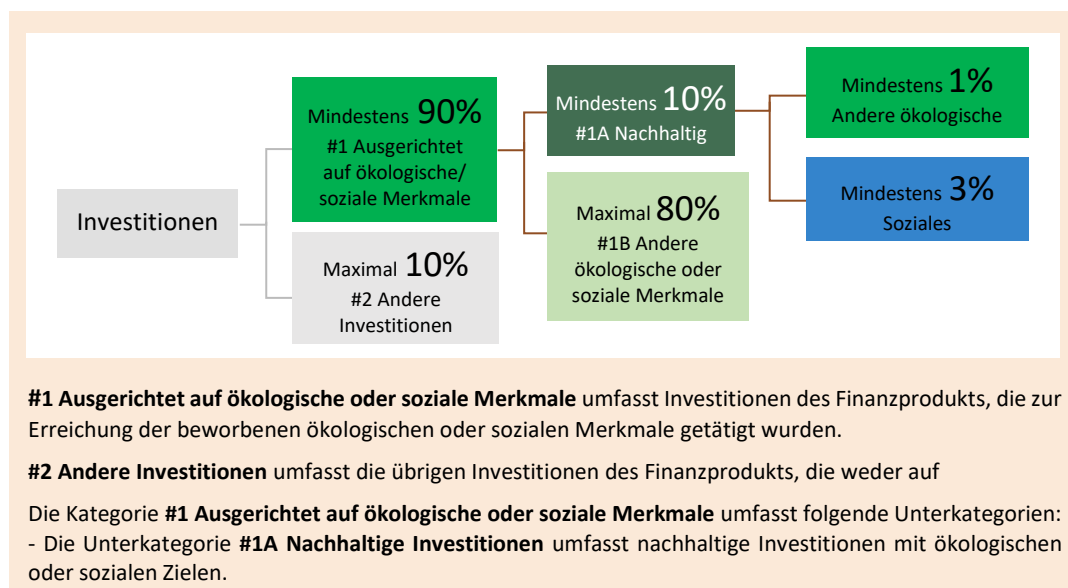 Investitionen
Mindestens 90%
#1 Ausgerichtet
auf ökologische/
soziale Merkmale
Maximal 10%
#2 Andere
Investitionen
Mindestens 10%
#1A Nachhaltig
Maximal 80%
#1B Andere
ökologische oder
soziale Merkmale
Mindestens 1%
Andere ökologische
Mindestens 3%
Soziales
#1 Ausgerichtet auf ökologische oder soziale Merkmale umfasst Investitionen des Finanzprodukts, die zur
Erreichung der beworbenen ökologischen oder sozialen Merkmale getätigt wurden.
#2 Andere Investitionen umfasst die übrigen Investitionen des Finanzprodukts, die weder auf
Die Kategorie #1 Ausgerichtet auf ökologische oder soziale Merkmale umfasst folgende Unterkategorien:
- Die Unterkategorie #1A Nachhaltige Investitionen umfasst nachhaltige Investitionen mit ökologischen
oder sozialen Zielen.